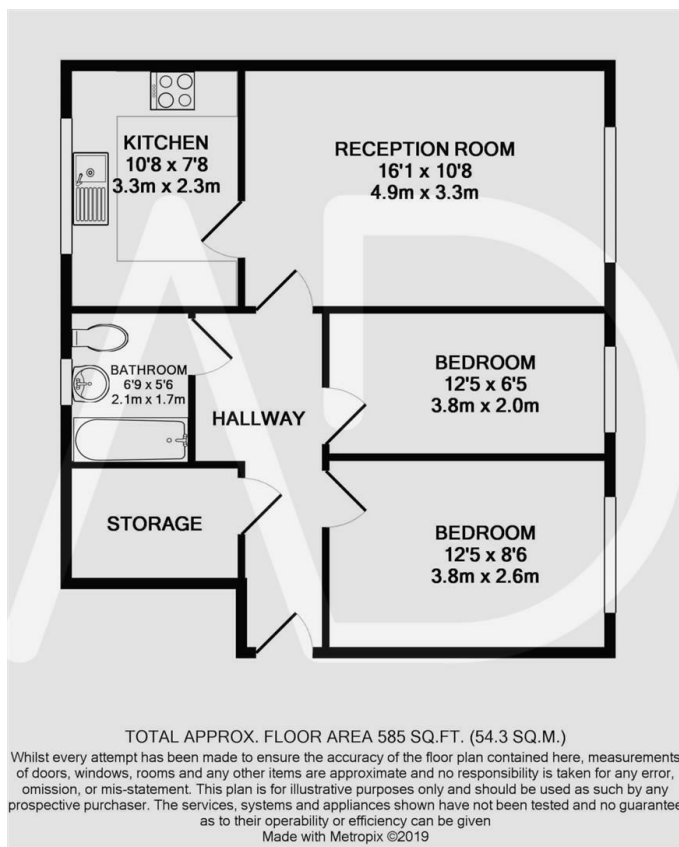 KITCHEN
10'8 x 7'8
3.3m x 2.3m
RECEPTION ROOM
16'1 x 10'8
4.9m x 3.3m
BATHROOM
6'9 x 5'6
2.1m x 1.7m
HALLWAY
BEDROOM
12'5 x 6'5
3.8m x 2.0m
STORAGE
BEDROOM
12'5 x 8'6
3.8m x 2.6m
AD
TOTAL APPROX. FLOOR AREA 585 SQ.FT. (54.3 SQ.M.)
Whilst every attempt has been made to ensure the accuracy of the floor plan contained here, measurements
of doors, windows, rooms and any other items are approximate and no responsibility is taken for any error,
omission, or mis-statement. This plan is for illustrative purposes only and should be used as such by any
prospective purchaser. The services, systems and appliances shown have not been tested and no guarantee
as to their operability or efficiency can be given
Made with Metropix ©2019